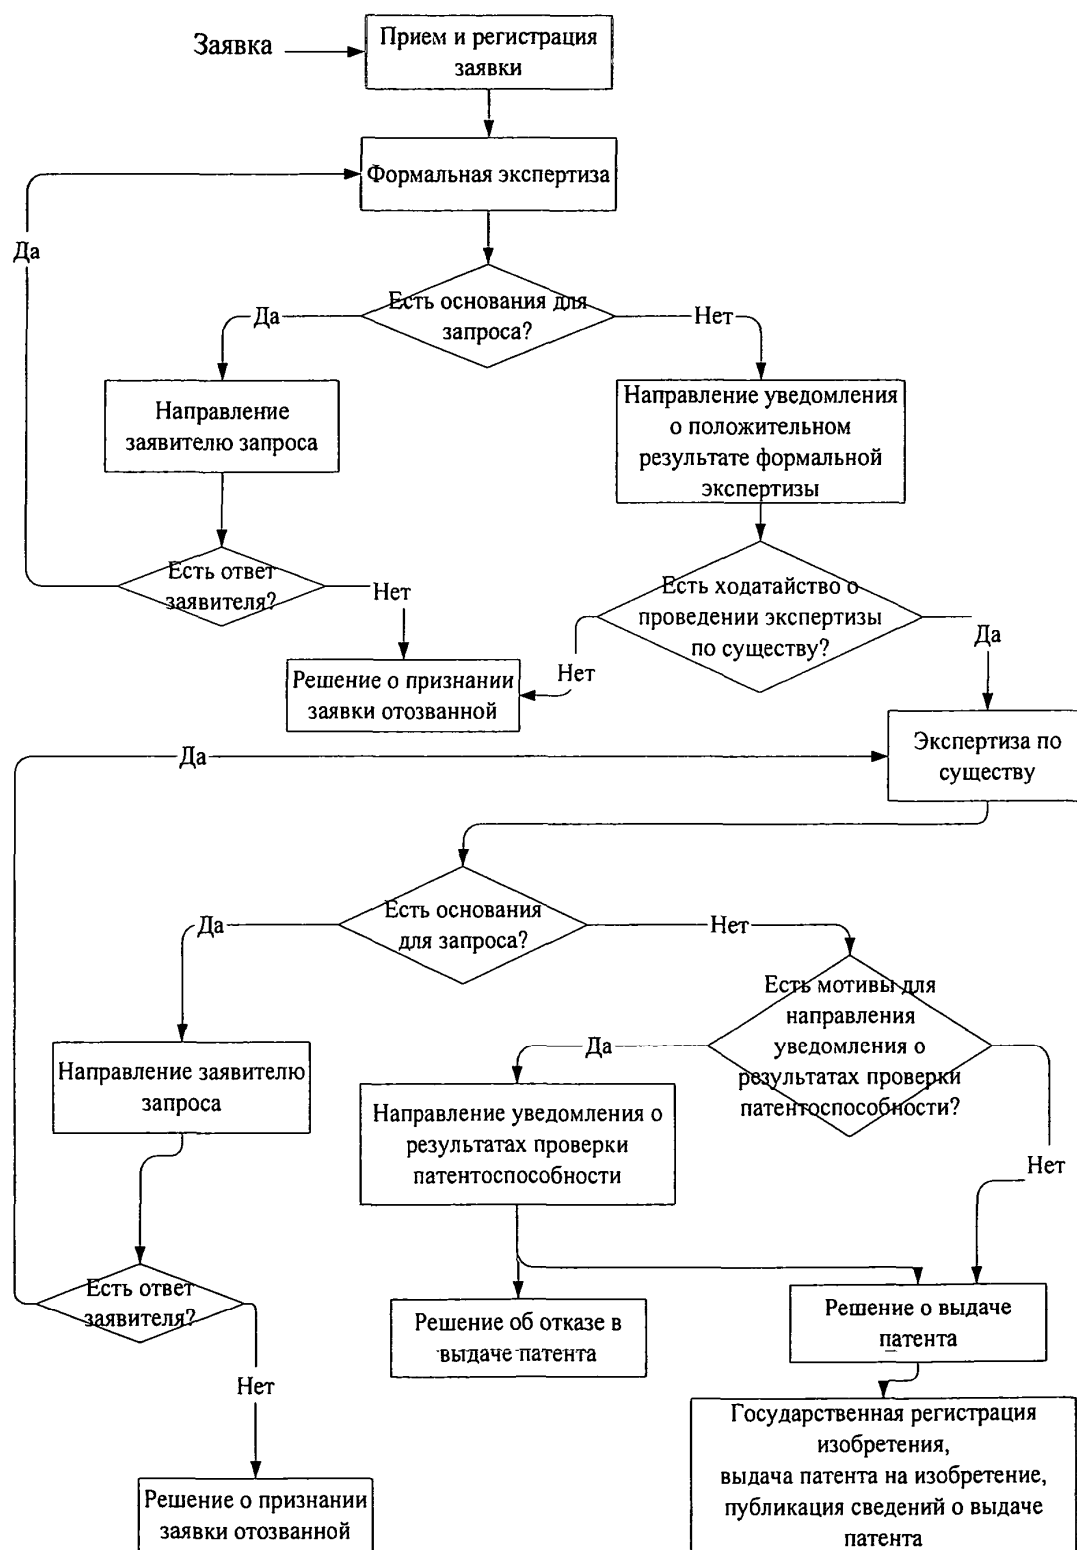 Заявка
Прием и регистрация
заявки
Формальная экспертиза
Да
Есть основания для
запроса?
Да
Нет
Направление
заявителю запроса
Направление уведомления
о положительном
результате формальной
экспертизы
Есть ответ
заявителя?
Нет
Есть ходатайство о
проведении экспертизы
по существу?
Да
Нет
Решение о признании
заявки отозванной
Экспертиза по
существу
Да
Есть основания
для запроса?
Да
Нет
Есть мотивы для
направления
уведомления о
результатах проверки
патентоспособности?
Да
Нет
Направление заявителю
запроса
Направление уведомления о
результатах проверки
патентоспособности
Есть ответ
заявителя?
Нет
Решение об отказе в
выдаче патента
Решение о выдаче
патента
Государственная регистрация
изобретения,
выдача патента на изобретение,
публикация сведений о выдаче
патента
Решение о признании
заявки отозванной